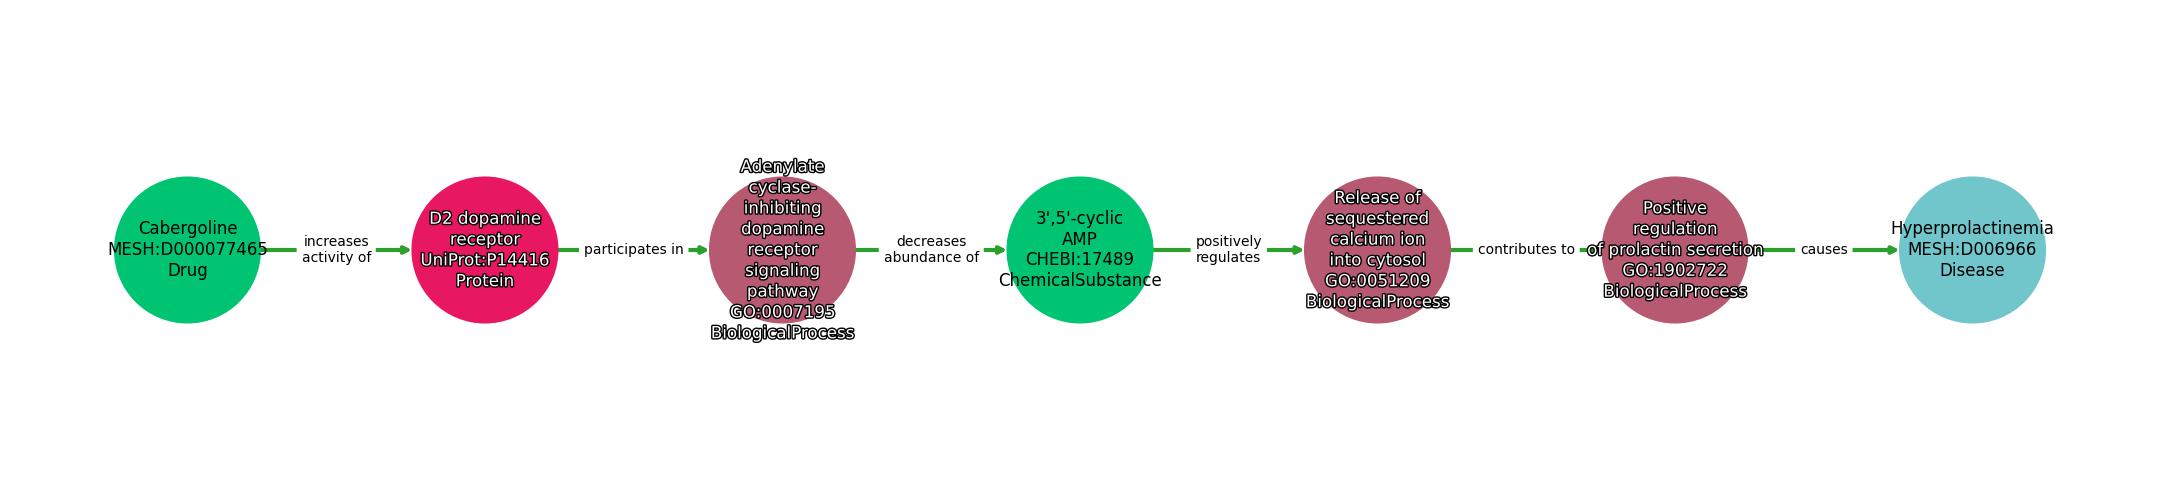 Cabergoline
MESH:D000077465
Drug
increases
activity of
D2 dopamine
receptor
UniProt:P14416
Protein
participates in
Adenylate
cyclase-
inhibiting
dopamine
receptor
signaling
pathway
GO:0007195
BiologicalProcess
decreases
abundance of
3',5'-cyclic
AMP
CHEBI:17489
ChemicalSubstance
positively
regulates
Release of
sequestered
calcium ion
into cytosol
GO:0051209
BiologicalProcess
contributes to
Positive
regulation
of prolactin secretion
GO:1902722
BiologicalProcess
causes
Hyperprolactinemia
MESH:D006966
Disease